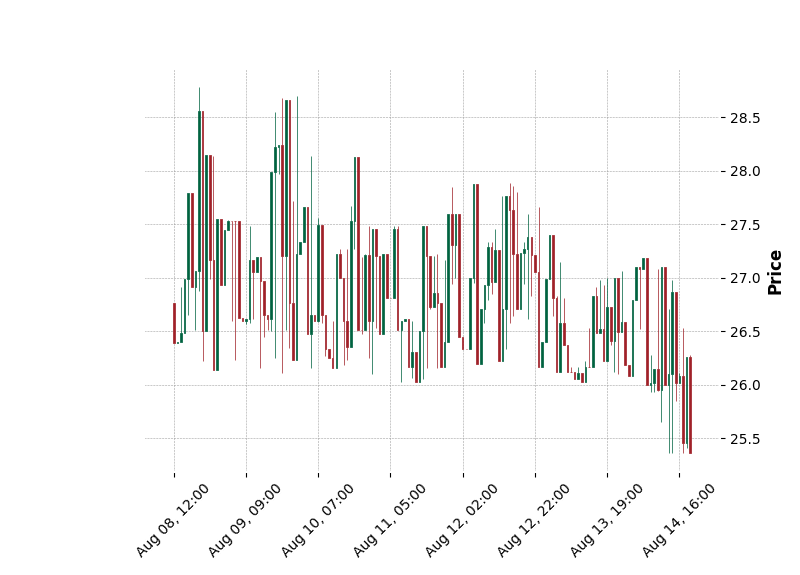 28.5
28.0
27.5
27.0
26.5
26.0
25.5
Price
Aug 08, 12:00
Aug 09, 09:00
Aug 10, 07:00
Aug 11, 05:00
Aug 12, 02:00
Aug 12, 22:00
Aug 13, 19:00
Aug 14, 16:00